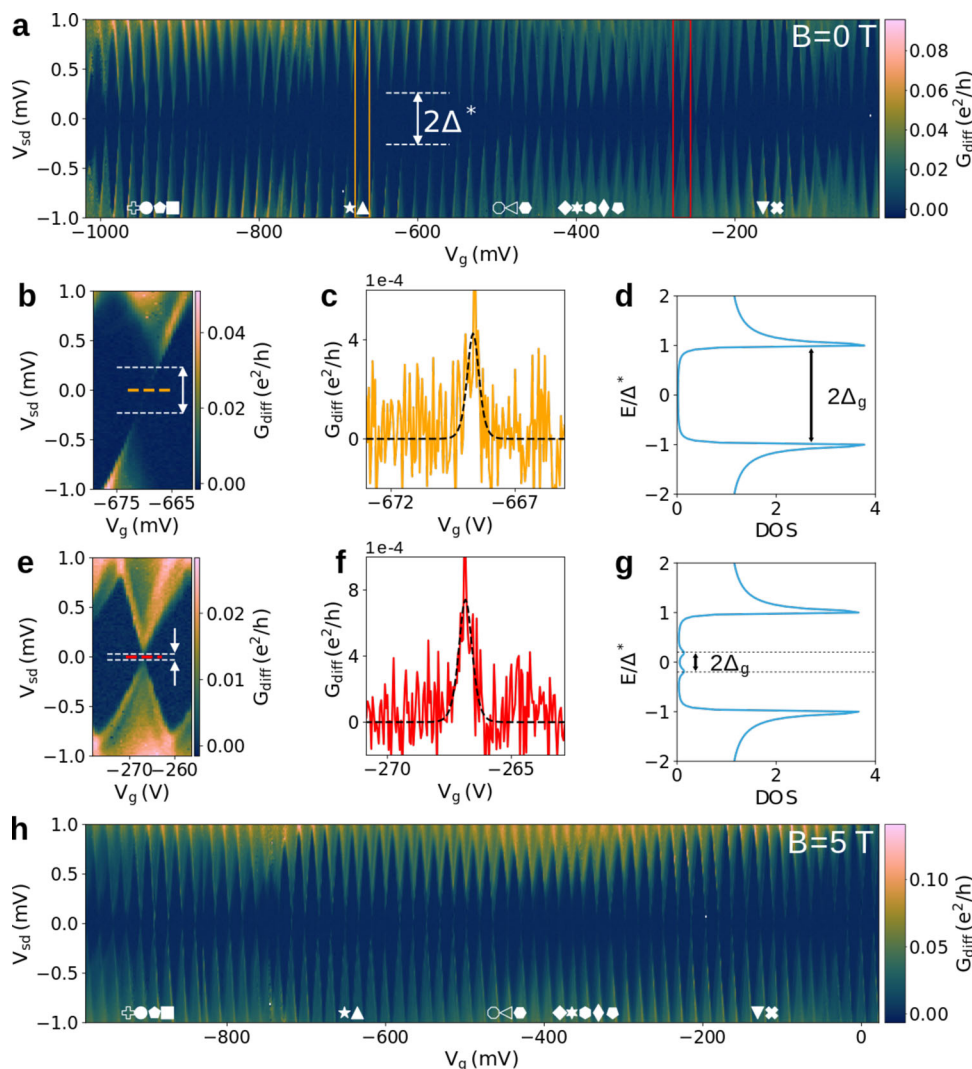 a
B=0 T
2Δ*
1.0
0.5
0.0
−0.5
−1.0
V_sd (mV)
−1000
−800
−600
−400
−200
V_g (mV)
0.08
0.06
0.04
0.02
0.00
G_diff (e²/h)
b
1.0
0.5
0.0
−0.5
−1.0
V_sd (mV)
−675
−665
V_g (mV)
0.04
0.02
0.00
G_diff (e²/h)
c
1e-4
4
0
G_diff (e²/h)
−672
−667
V_g (V)
d
2
1
0
−1
−2
E/Δ*
2Δ_g
0
2
4
DOS
e
1.0
0.5
0.0
−0.5
−1.0
V_sd (mV)
−270
−260
V_g (V)
0.02
0.01
0.00
G_diff (e²/h)
f
1e-4
8
4
0
G_diff (e²/h)
−270
−265
V_g (V)
g
2
1
0
−1
−2
E/Δ*
2Δ_g
0
2
4
DOS
h
B=5 T
1.0
0.5
0.0
−0.5
−1.0
V_sd (mV)
−800
−600
−400
−200
0
V_g (mV)
0.10
0.05
0.00
G_diff (e²/h)